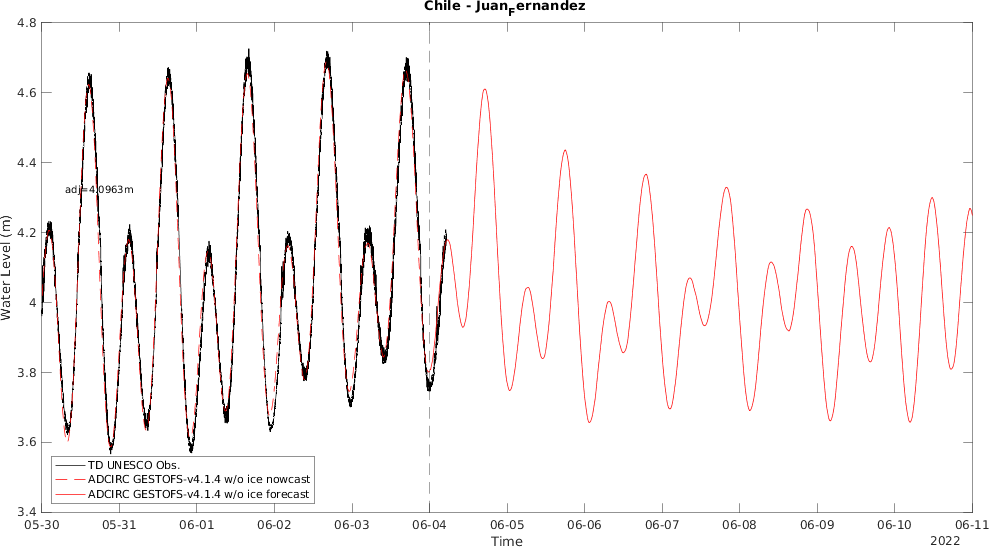 Chile - Juan_Fernandez
4.8
4.6
4.4
4.2
4
3.8
3.6
3.4
Water Level (m)
adj=4.0963m
TD UNESCO Obs.
ADCIRC GESTOFS-v4.1.4 w/o ice nowcast
ADCIRC GESTOFS-v4.1.4 w/o ice forecast
05-30 05-31 06-01 06-02 06-03 06-04 06-05 06-06 06-07 06-08 06-09 06-10 06-11
Time
2022